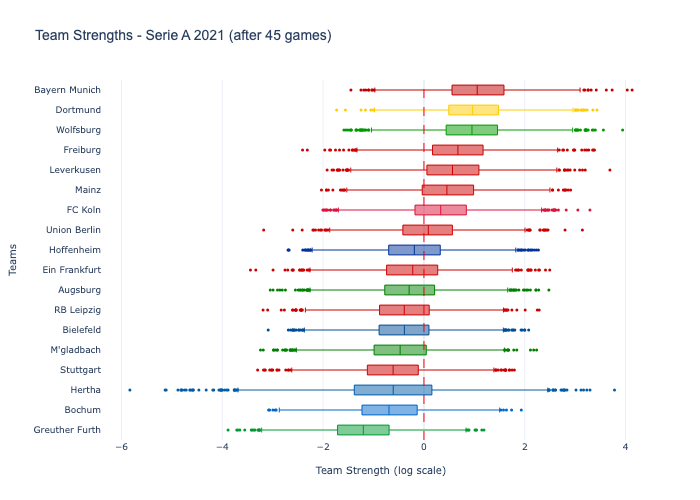 Team Strengths - Serie A 2021 (after 45 games)
Bayern Munich
Dortmund
Wolfsburg
Freiburg
Leverkusen
Mainz
FC Koln
Union Berlin
Hoffenheim
Ein Frankfurt
Augsburg
RB Leipzig
Bielefeld
M'gladbach
Stuttgart
Hertha
Bochum
Greuther Furth
Teams
−6 −4 −2 0 2 4
Team Strength (log scale)